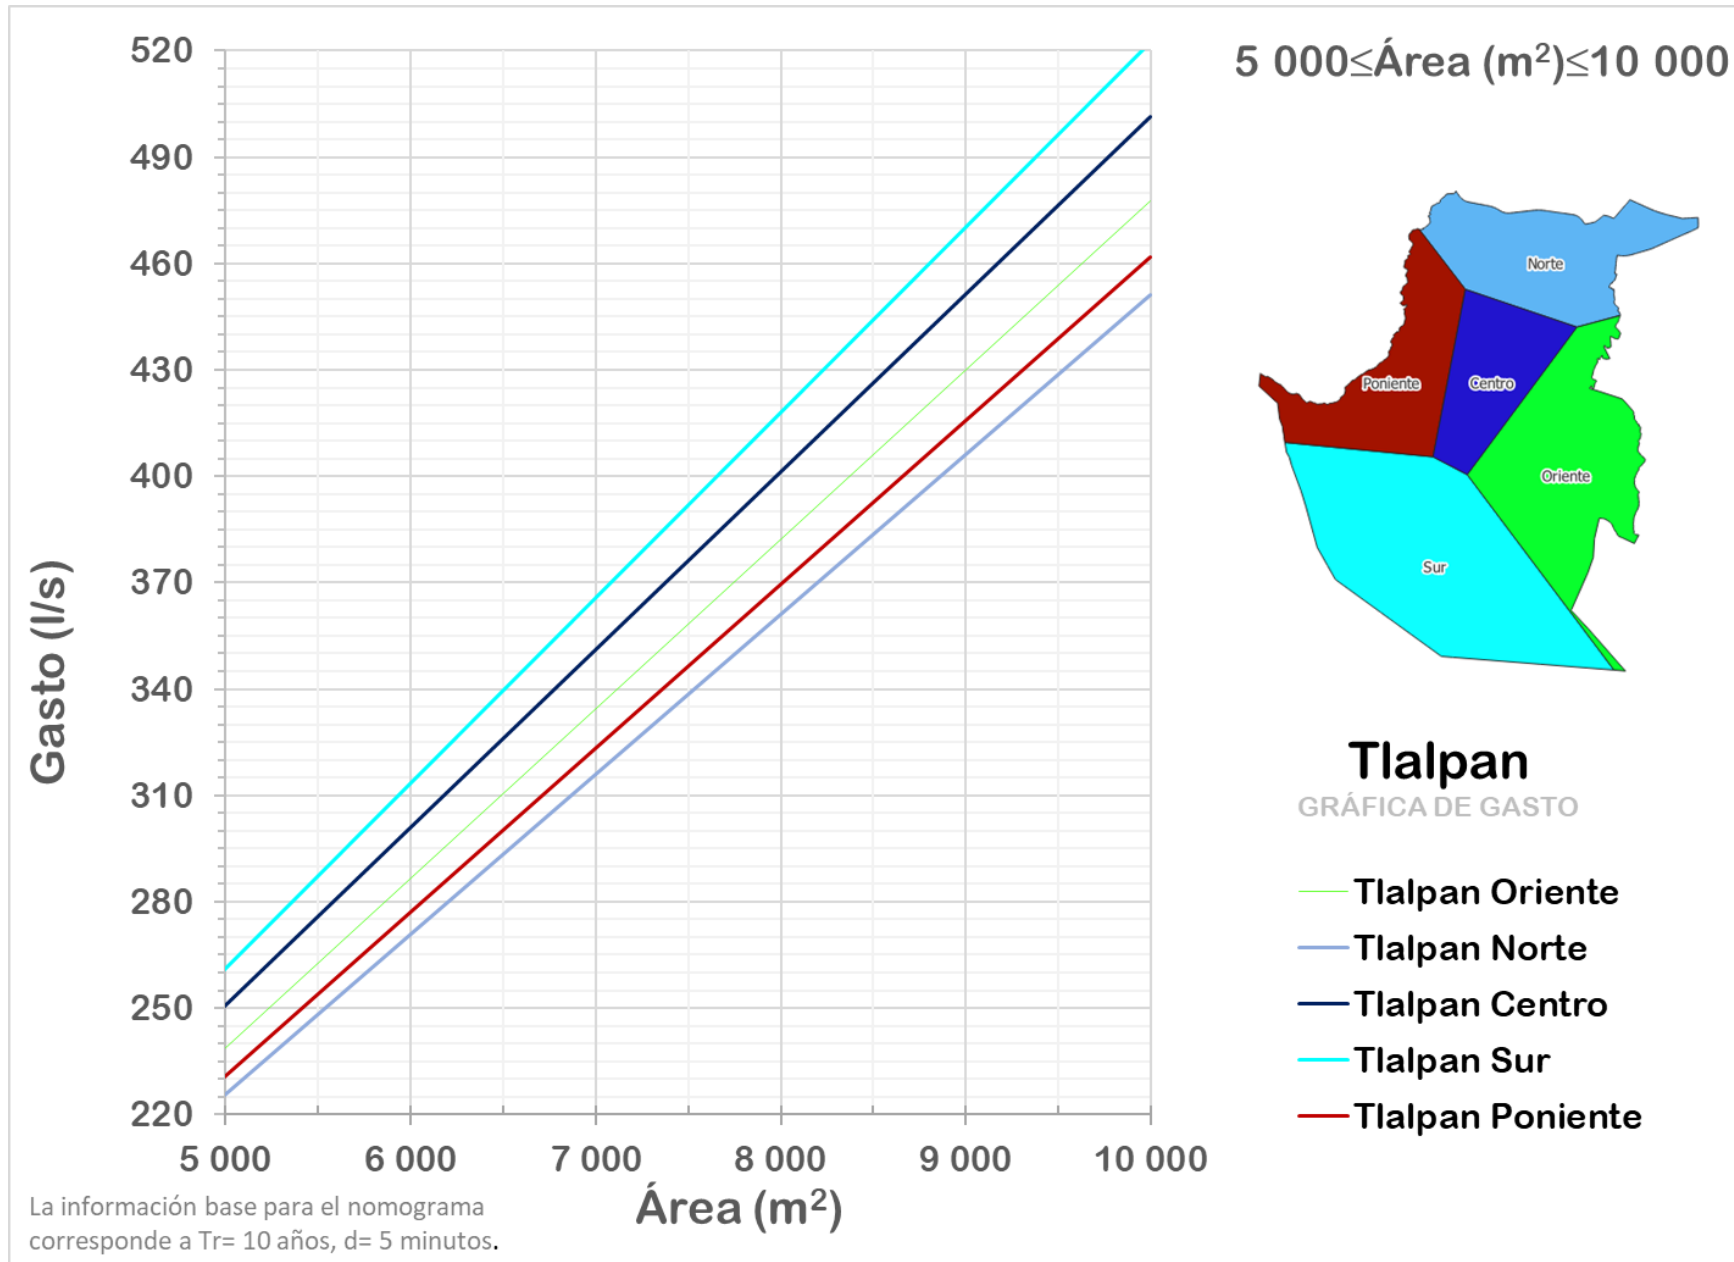 5 000≤Área (m²)≤10 000
520
490
460
430
400
370
340
310
280
250
220
Gasto (l/s)
5 000 6 000 7 000 8 000 9 000 10 000
Área (m²)
La información base para el nomograma
corresponde a Tr= 10 años, d= 5 minutos.
Norte
Poniente
Centro
Oriente
Sur
Tlalpan
GRÁFICA DE GASTO
Tlalpan Oriente
Tlalpan Norte
Tlalpan Centro
Tlalpan Sur
Tlalpan Poniente